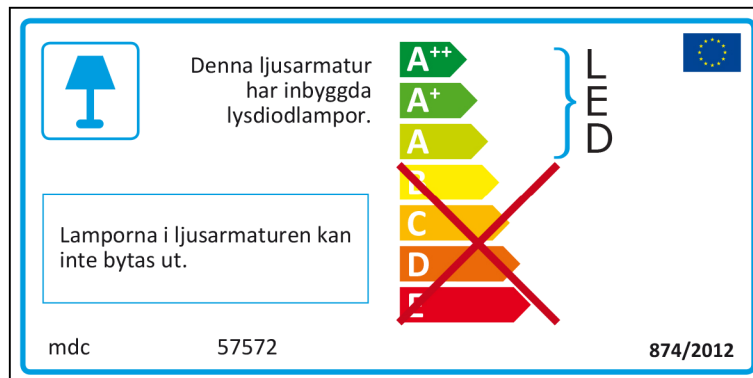 Denna ljusarmatur
har inbyggda
lysdiodlampor.
A++
A+
A
B
C
D
E
L
E
D
Lamporna i ljusarmaturen kan
inte bytas ut.
mdc 57572
874/2012